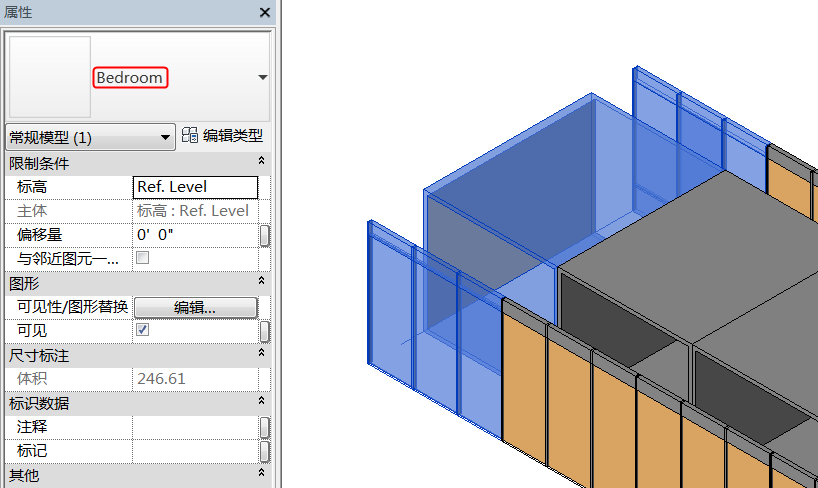 属性
Bedroom
常规模型 (1)
编辑类型
限制条件
标高 Ref. Level
主体 标高 : Ref. Level
偏移量 0' 0"
与邻近图元一...
图形
可见性/图形替换 编辑...
可见
尺寸标注
体积 246.61
标识数据
注释
标记
其他